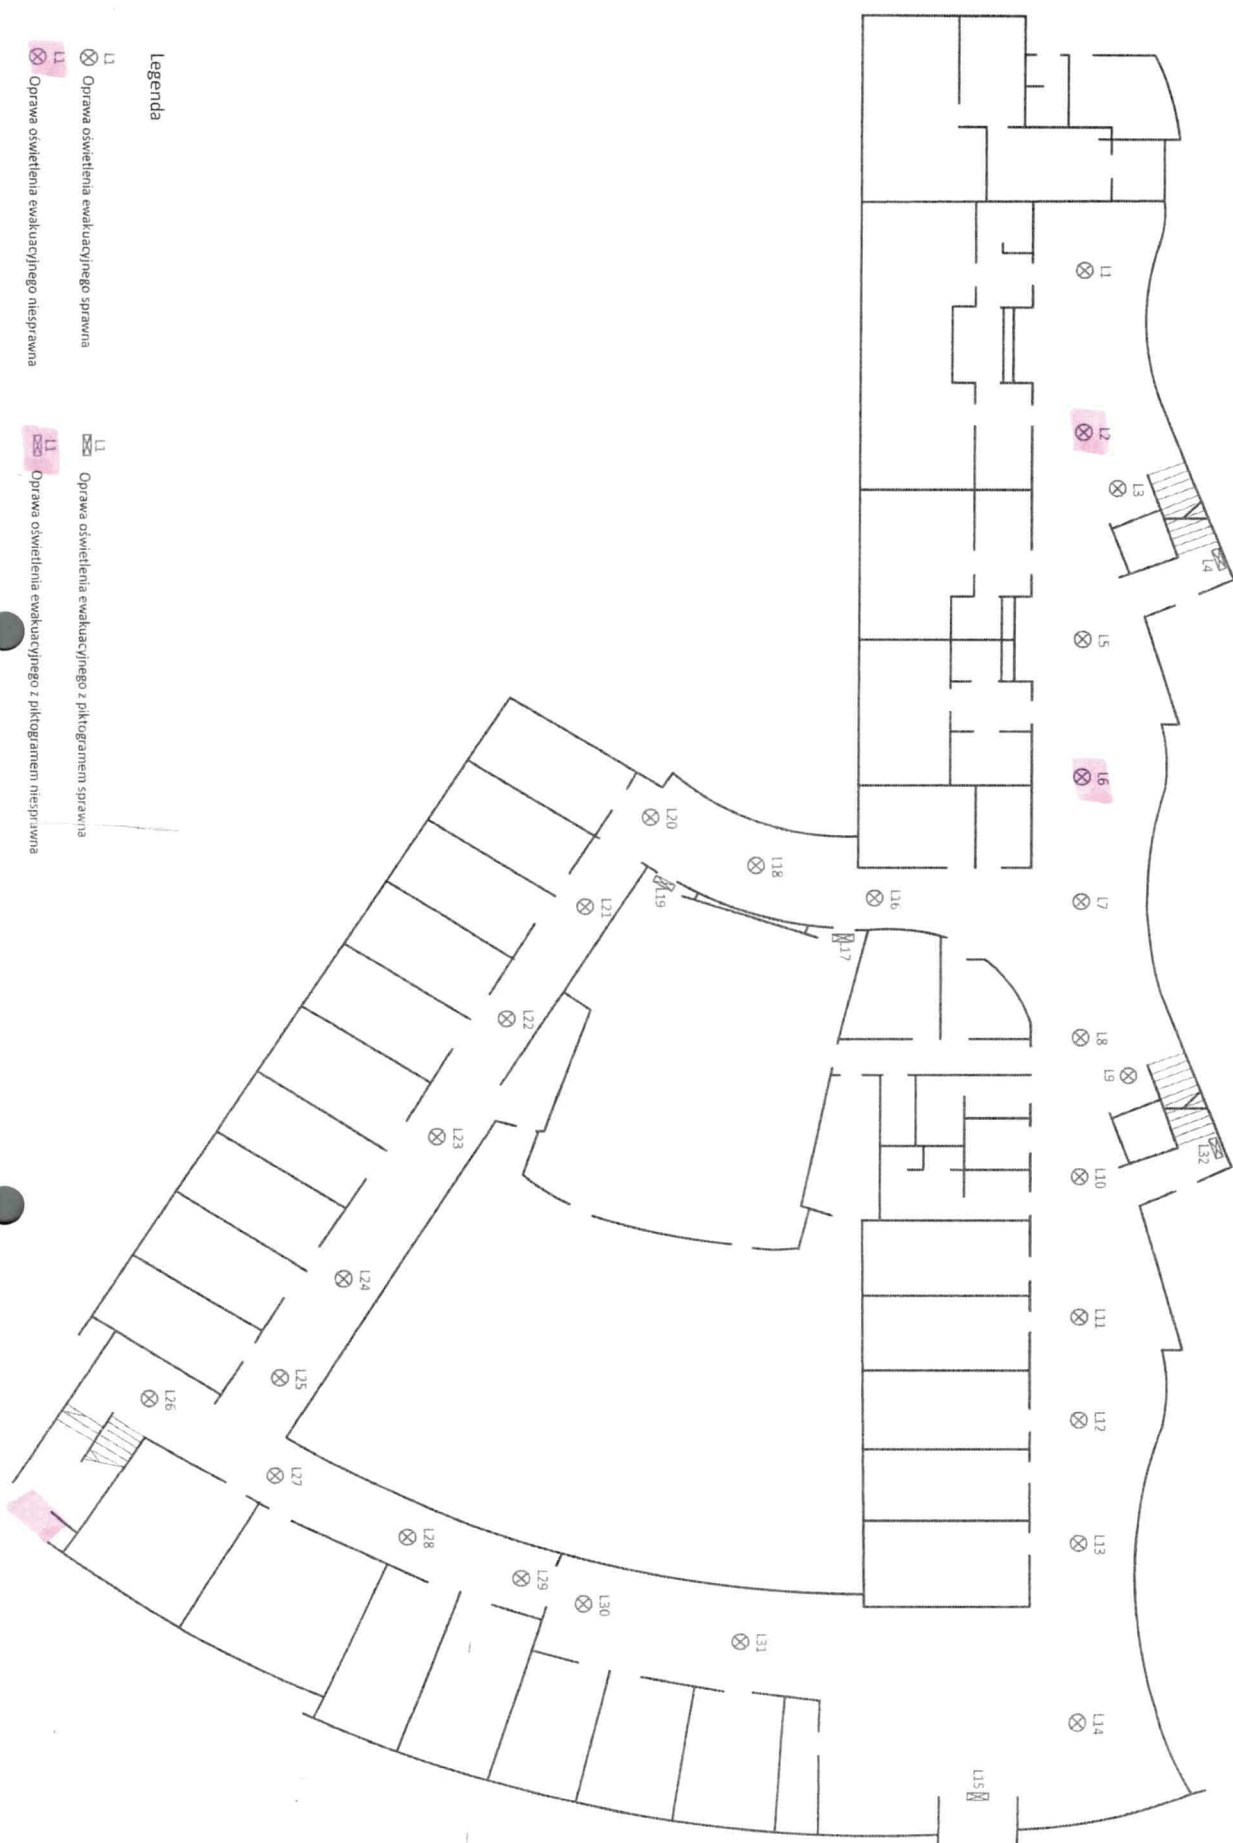 Legenda
L1 Oprawa oświetlenia ewakuacyjnego sprawna
L1 Oprawa oświetlenia ewakuacyjnego niesprawna
L1 Oprawa oświetlenia ewakuacyjnego z piktogramem sprawna
L1 Oprawa oświetlenia ewakuacyjnego z piktogramem niesprawna
L1
L2
L3
L4
L5
L6
L7
L8
L9
L10
L11
L12
L13
L14
L15
L16
L17
L18
L19
L20
L21
L22
L23
L24
L25
L26
L27
L28
L29
L30
L31
L32